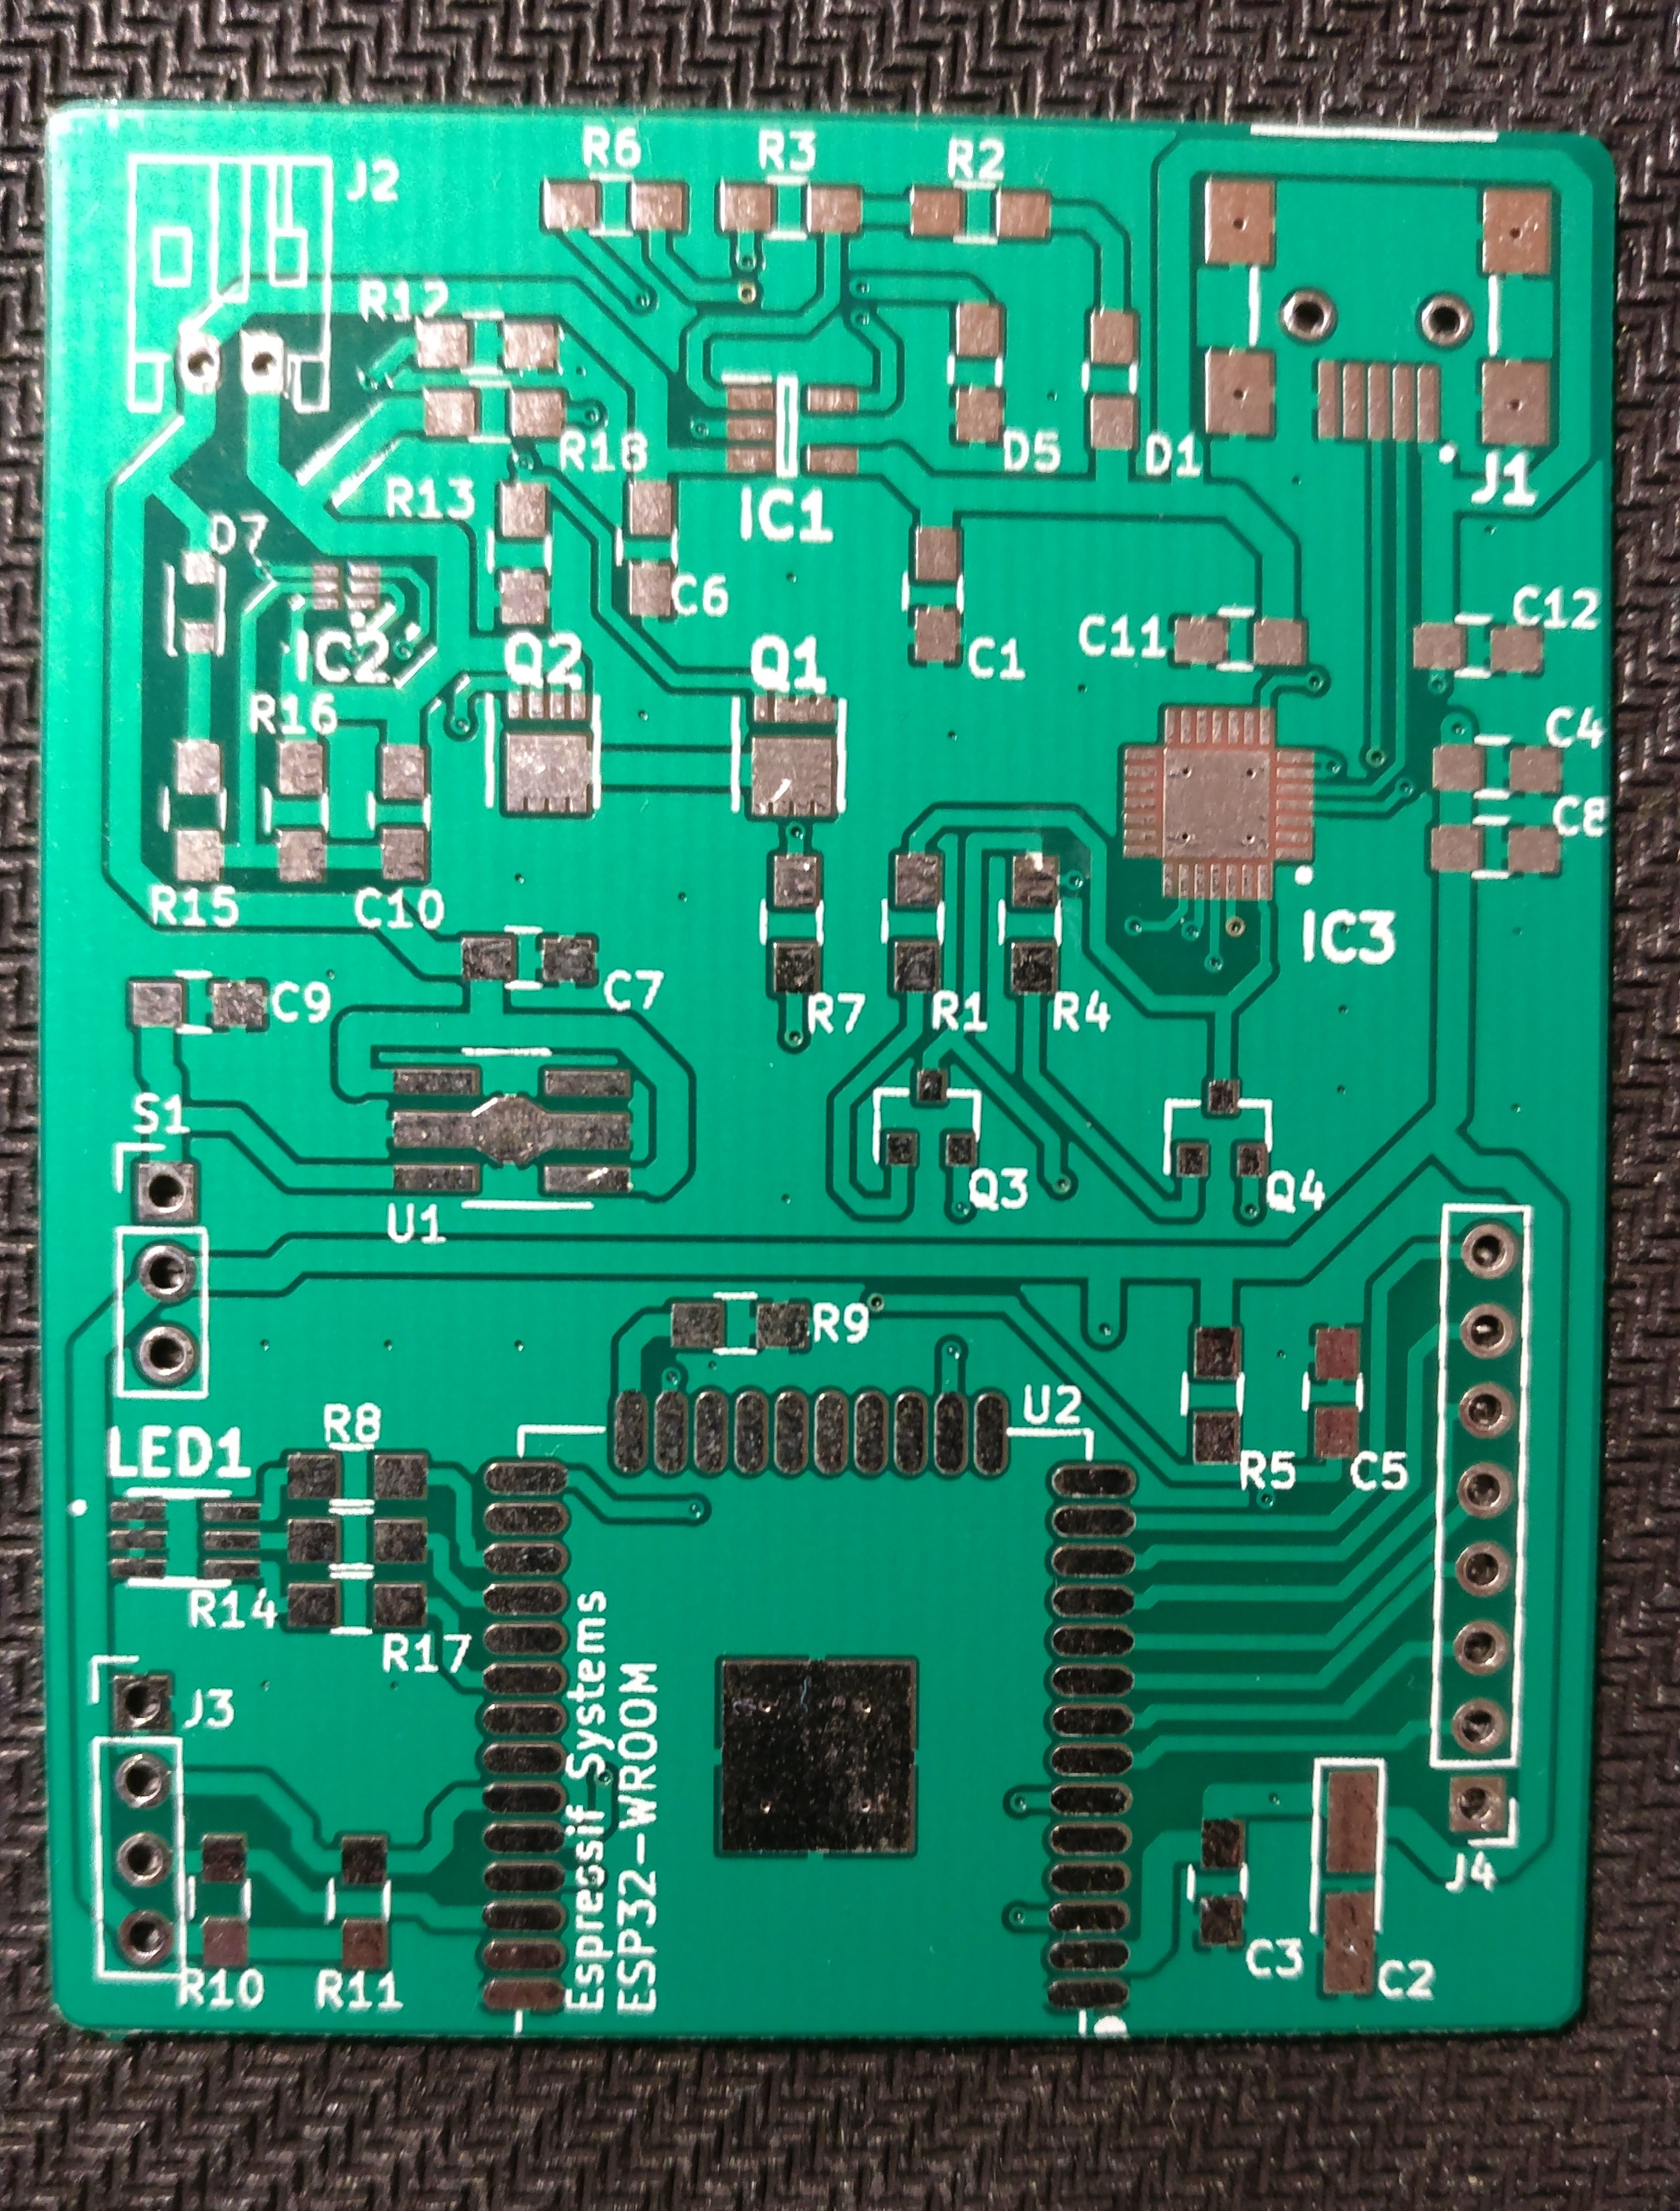 R6 R3 R2
J2
R12
R18
R13
D5 D1
J1
IC1
D7
C6
C12
C11
C1
IC2
Q2 Q1
R16
C4
C8
R15 C10
IC3
C9
C7
R7 R1 R4
S1
Q3 Q4
U1
R9
U2
R8
LED1
R5 C5
R14
R17
J3
Espressif Systems
ESP32-WROOM
J4
C3
C2
R10 R11